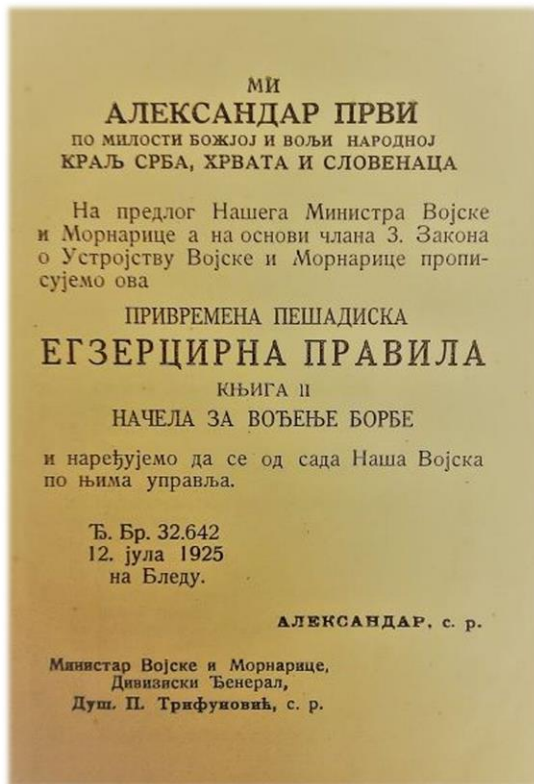 МИ
АЛЕКСАНДАР ПРВИ
ПО МИЛОСТИ БОЖЈОЈ И ВОЉИ НАРОДНОЈ
КРАЉ СРБА, ХРВАТА И СЛОВЕНАЦА
На предлог Нашега Министра Војске
и Морнарице а на основи члана 3. Закона
о Устројству Војске и Морнарице пропи-
сујемо ова
ПРИВРЕМЕНА ПЕШАДИСКА
ЕГЗЕРЦИРНА ПРАВИЛА
КЊИГА II
НАЧЕЛА ЗА ВОЂЕЊЕ БОРБЕ
и наређујемо да се од сада Наша Војска
по њима управља.
Ђ. Бр. 32.642
12. јула 1925
на Бледу.
АЛЕКСАНДАР, с. р.
Министар Војске и Морнарице,
Дивизиски Ђенерал,
Душ. П. Трифуновић, с. р.